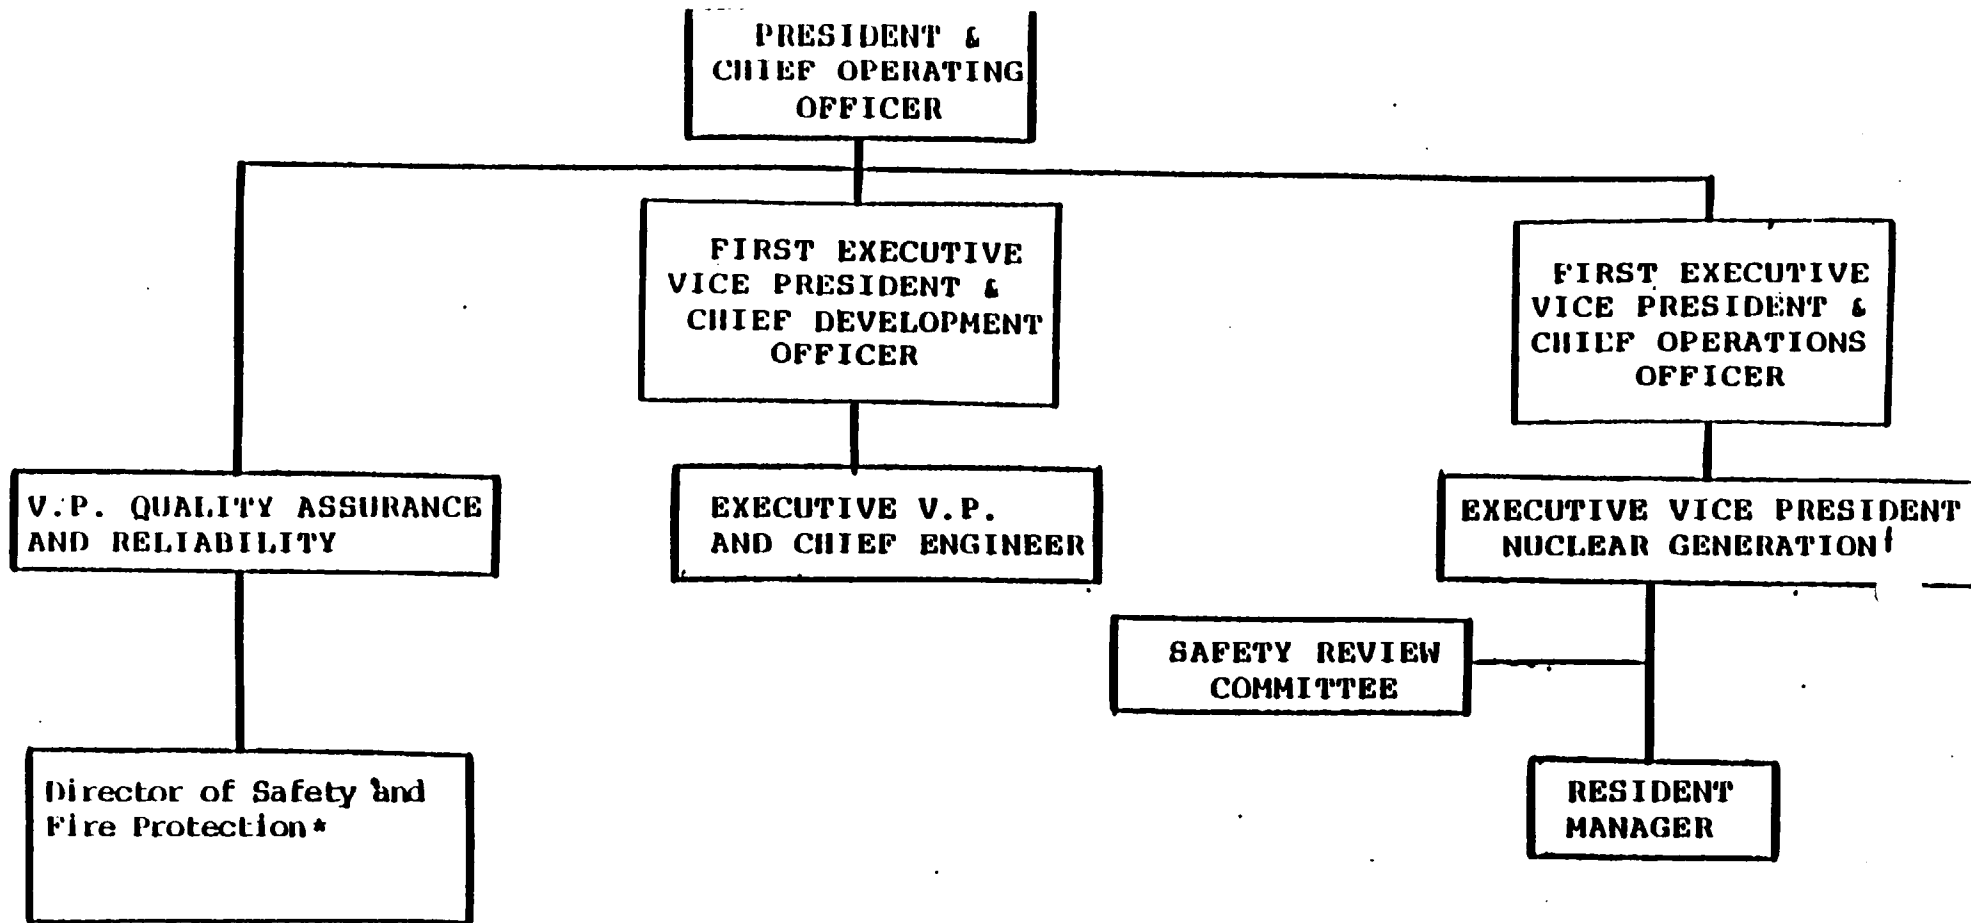 PRESIDENT &
CHIEF OPERATING
OFFICER
FIRST EXECUTIVE
VICE PRESIDENT &
CHIEF DEVELOPMENT
OFFICER
FIRST EXECUTIVE
VICE PRESIDENT &
CHIEF OPERATIONS
OFFICER
V.P. QUALITY ASSURANCE
AND RELIABILITY
EXECUTIVE V.P.
AND CHIEF ENGINEER
EXECUTIVE VICE PRESIDENT
NUCLEAR GENERATION
SAFETY REVIEW
COMMITTEE
Director of Safety and
Fire Protection*
RESIDENT
MANAGER